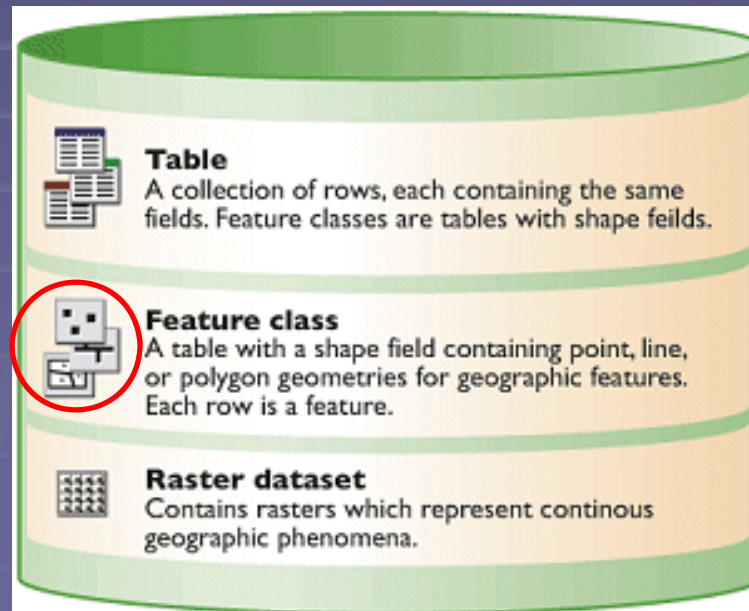 Table
A collection of rows, each containing the same
fields. Feature classes are tables with shape feilds.
Feature class
A table with a shape field containing point, line,
or polygon geometries for geographic features.
Each row is a feature.
Raster dataset
Contains rasters which represent continous
geographic phenomena.